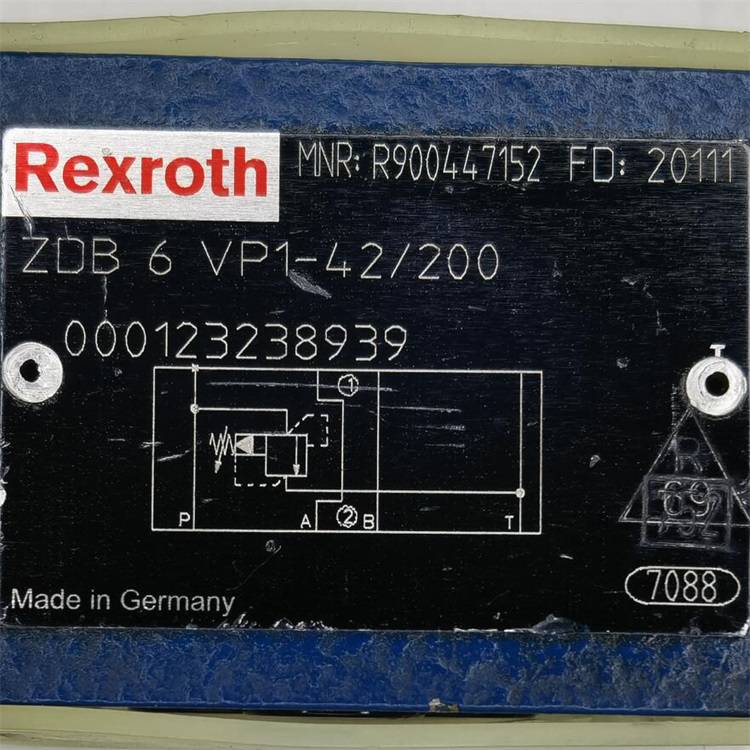 Rexroth MNR: R900447152 FD: 20111
ZDB 6 VP1-42/200
000123238939
1
P A 2 B T
R
7088
Made in Germany